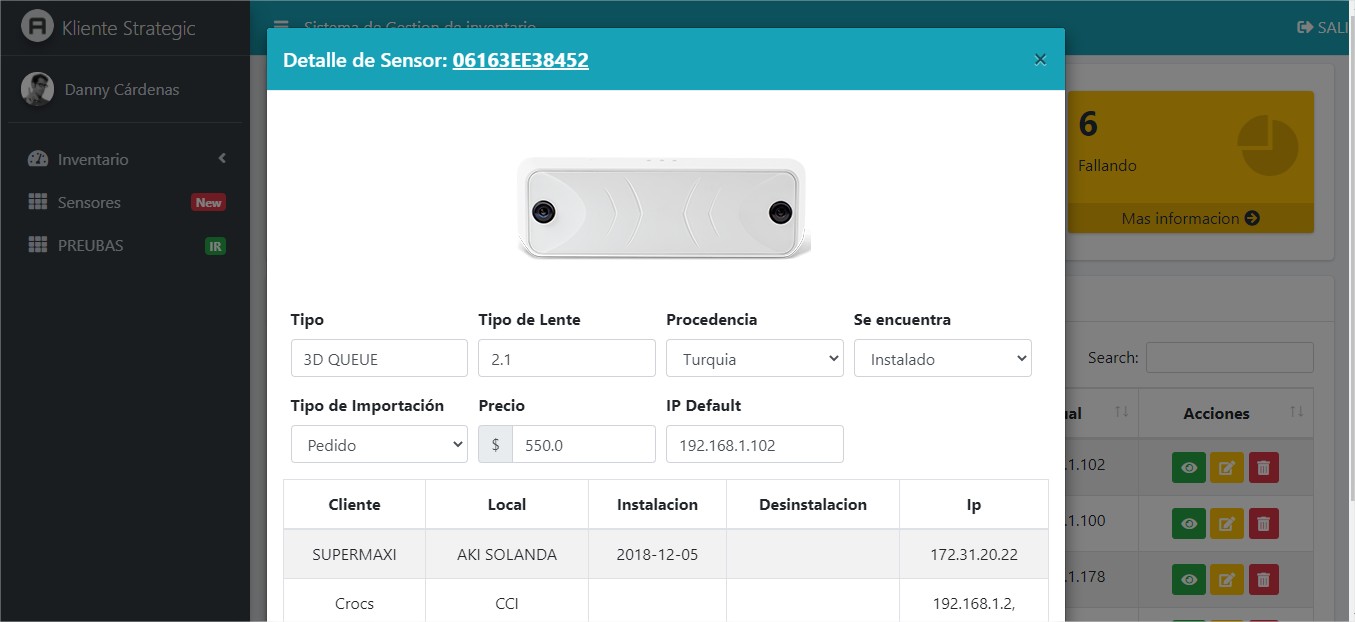 Kliente Strategic
Sistema de Gestion de inventario
SALI
Danny Cárdenas
Inventario
Sensores New
PREUBAS IR
Detalle de Sensor: 06163EE38452
×
Tipo Tipo de Lente Procedencia Se encuentra
3D QUEUE 2.1 Turquia Instalado
Tipo de Importación Precio IP Default
Pedido $ 550.0 192.168.1.102
Cliente Local Instalacion Desinstalacion Ip
SUPERMAXI AKI SOLANDA 2018-12-05 172.31.20.22
Crocs CCI 192.168.1.2,
6
Fallando
Mas informacion
Search:
ual Acciones
.1.102
.1.100
.1.178